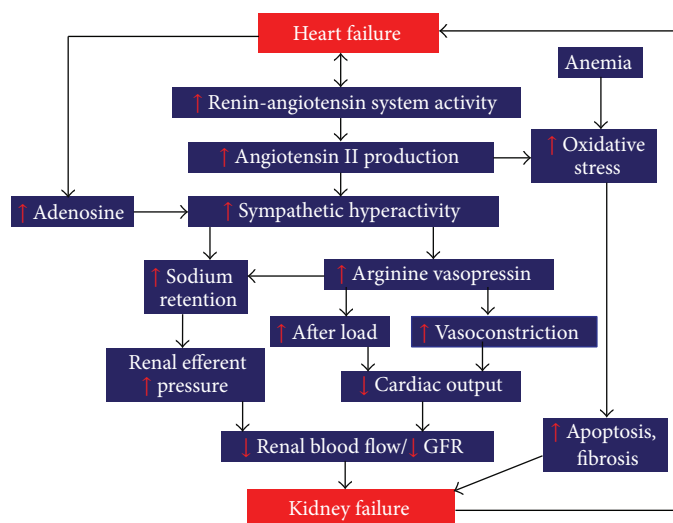 Heart failure
Anemia
↑ Renin-angiotensin system activity
↑ Angiotensin II production
↑ Oxidative
stress
↑ Adenosine
↑ Sympathetic hyperactivity
↑ Sodium
retention
↑ Arginine vasopressin
↑ After load
↑ Vasoconstriction
Renal efferent
↑ pressure
↓ Cardiac output
↓ Renal blood flow/↓ GFR
↑ Apoptosis,
fibrosis
Kidney failure